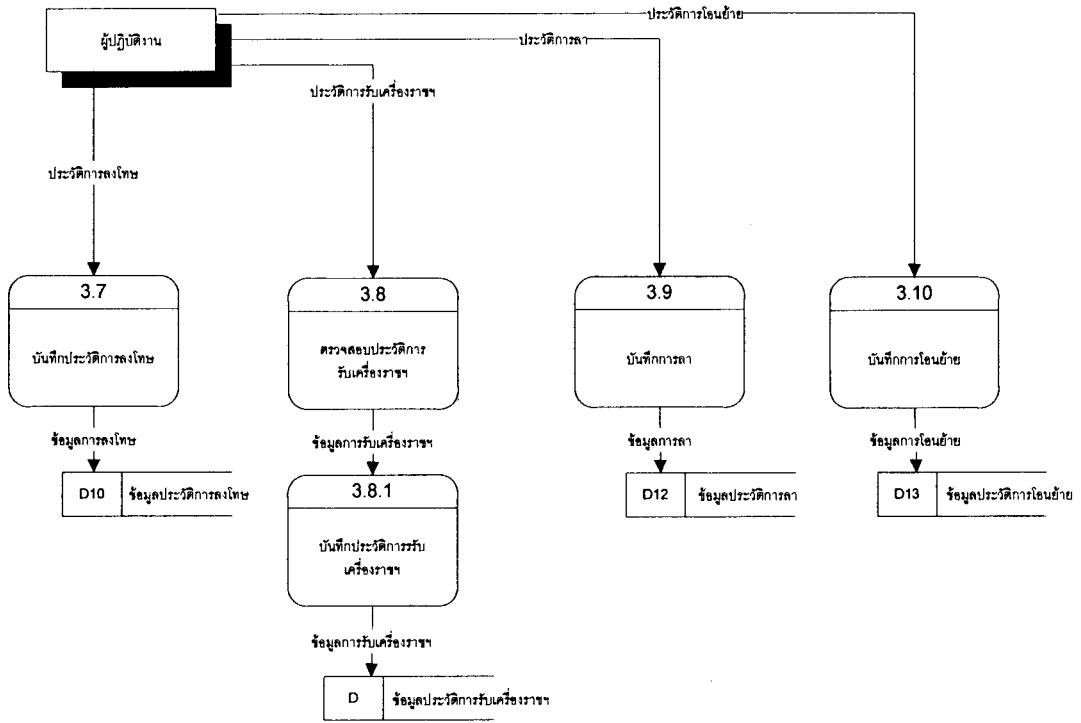 ประวัติการโอนย้าย
ผู้ปฏิบัติงาน
ประวัติการลา
ประวัติการรับเครื่องราชฯ
ประวัติการลงโทษ
3.7
3.8
3.9
3.10
บันทึกประวัติการลงโทษ
ตรวจสอบประวัติการ
รับเครื่องราชฯ
บันทึกการลา
บันทึกการโอนย้าย
ข้อมูลการลงโทษ
ข้อมูลการรับเครื่องราชฯ
ข้อมูลการลา
ข้อมูลการโอนย้าย
D10 ข้อมูลประวัติการลงโทษ
3.8.1
D12 ข้อมูลประวัติการลา
D13 ข้อมูลประวัติการโอนย้าย
บันทึกประวัติการรรับ
เครื่องราชฯ
ข้อมูลการรับเครื่องราชฯ
D ข้อมูลประวัติการรับเครื่องราชฯ